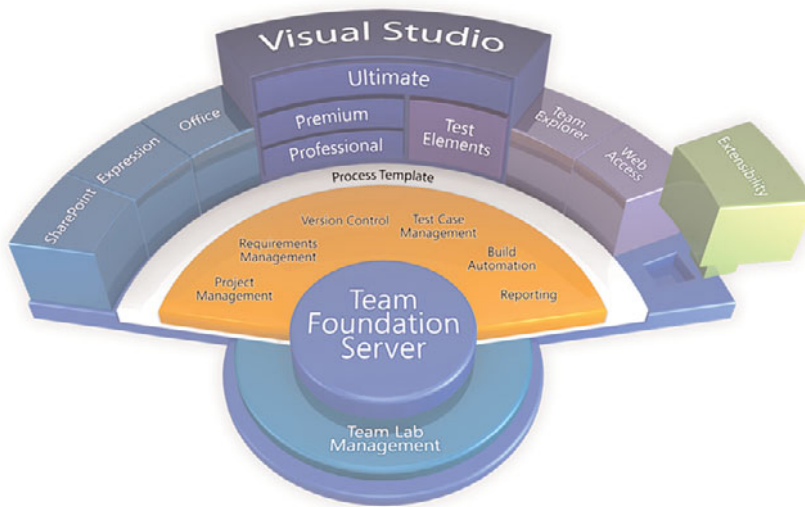 Visual Studio
Ultimate
Premium
Professional
Test
Elements
Office
Expression
SharePoint
Team
Explorer
Web
Access
Extensibility
Process Template
Version Control
Test Case
Management
Requirements
Management
Build
Automation
Project
Management
Reporting
Team
Foundation
Server
Team Lab
Management